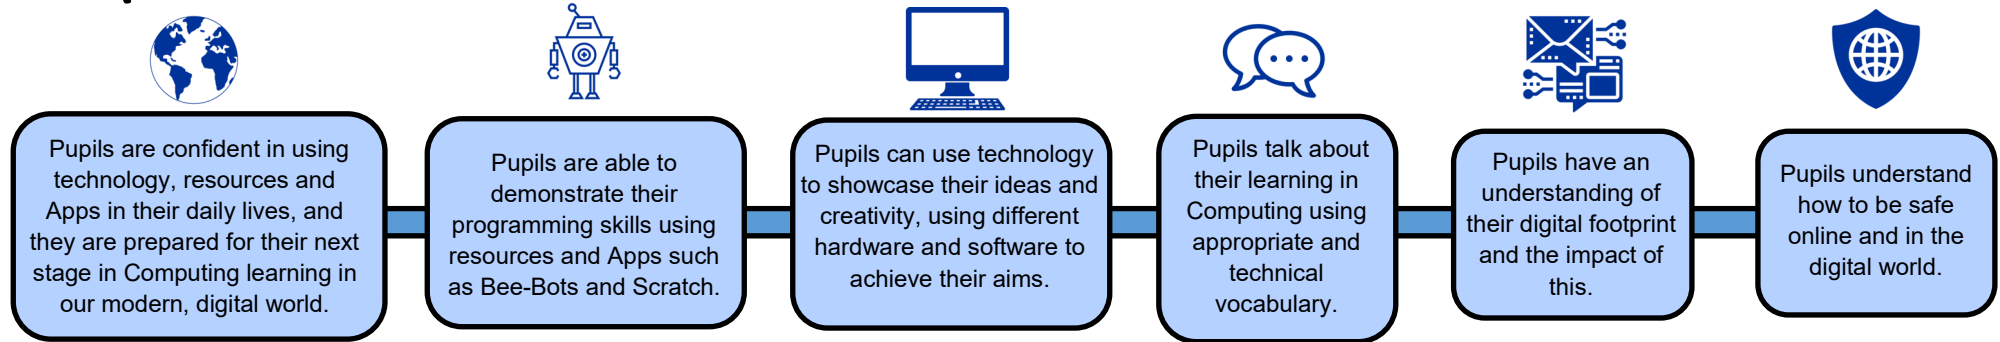 Pupils are confident in using
technology, resources and
Apps in their daily lives, and
they are prepared for their next
stage in Computing learning in
our modern, digital world.
Pupils are able to
demonstrate their
programming skills using
resources and Apps such
as Bee-Bots and Scratch.
Pupils can use technology
to showcase their ideas and
creativity, using different
hardware and software to
achieve their aims.
Pupils talk about
their learning in
Computing using
appropriate and
technical
vocabulary.
Pupils have an
understanding of
their digital footprint
and the impact of
this.
Pupils understand
how to be safe
online and in the
digital world.